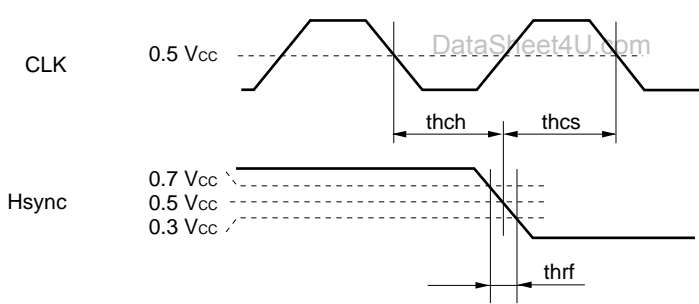 DataSheet4U.com
CLK
0.5 Vcc
thch
thcs
Hsync
0.7 Vcc
0.5 Vcc
0.3 Vcc
thrf